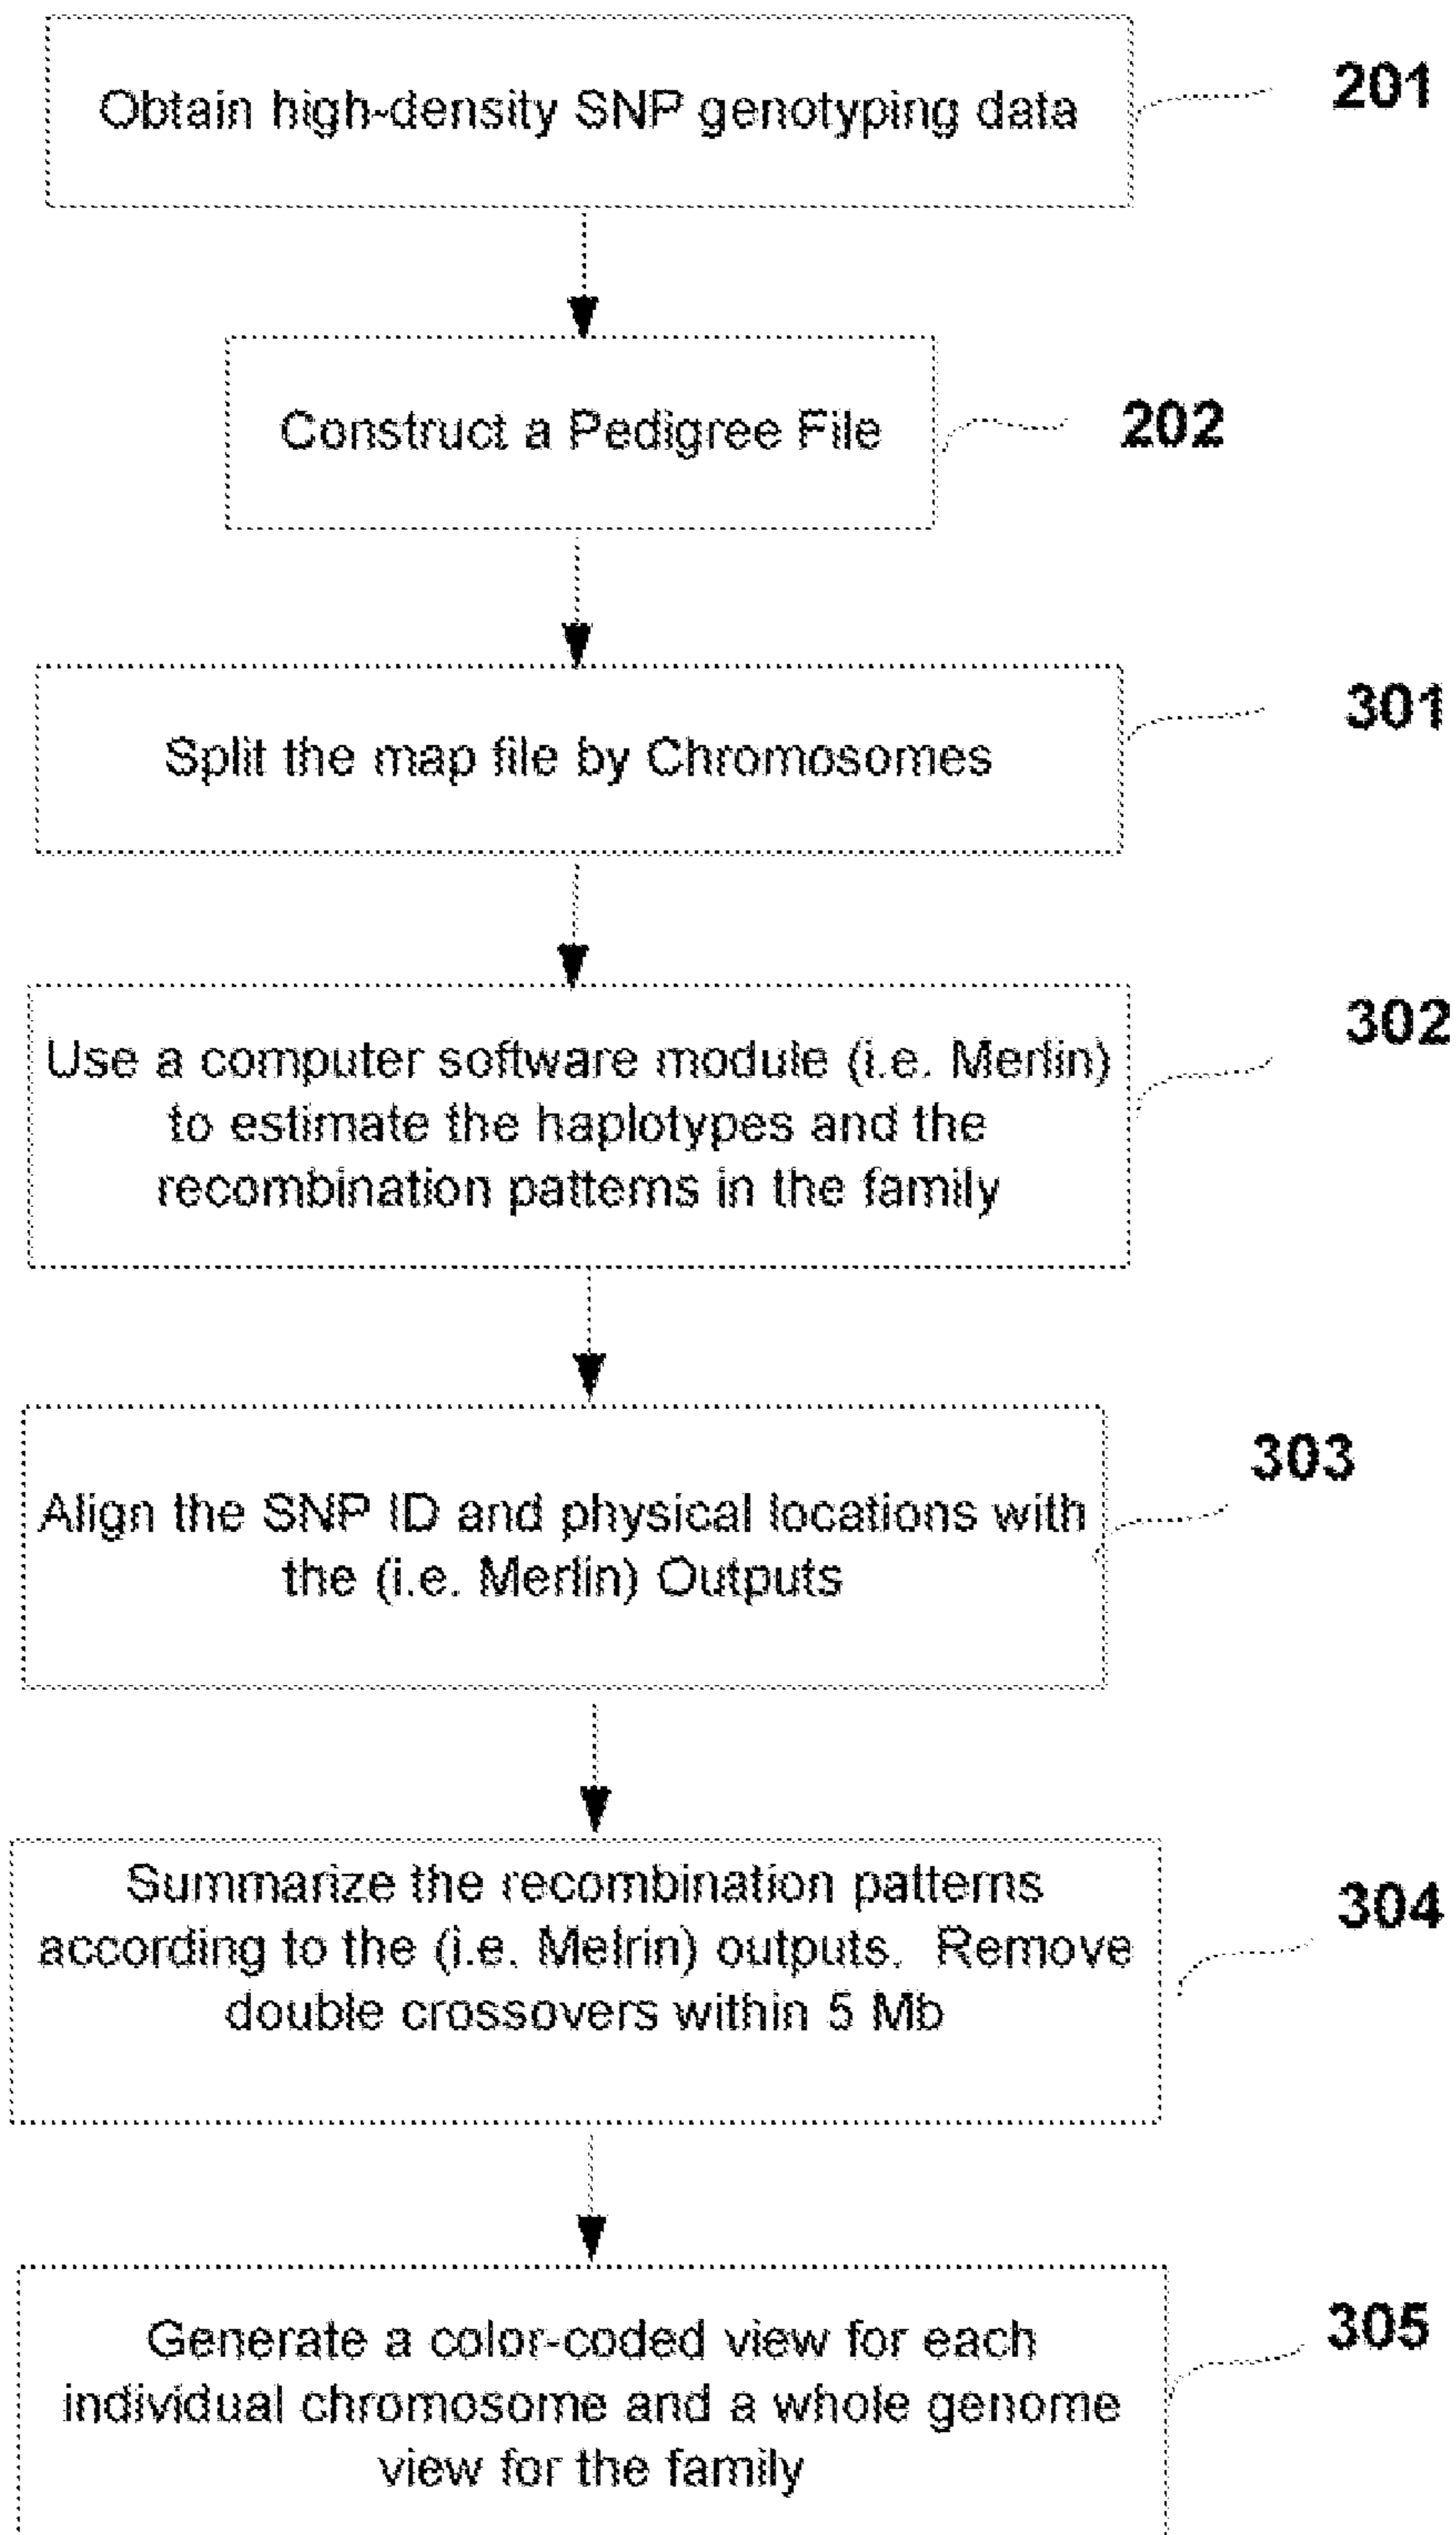 Obtain high-density SNP genotyping data
201
Construct a Pedigree File
202
Split the map file by Chromosomes
301
Use a computer software module (i.e. Merlin)
to estimate the haplotypes and the
recombination patterns in the family
302
Align the SNP ID and physical locations with
the (i.e. Merlin) Outputs
303
Summarize the recombination patterns
according to the (i.e. Melrin) outputs. Remove
double crossovers within 5 Mb
304
Generate a color-coded view for each
individual chromosome and a whole genome
view for the family
305